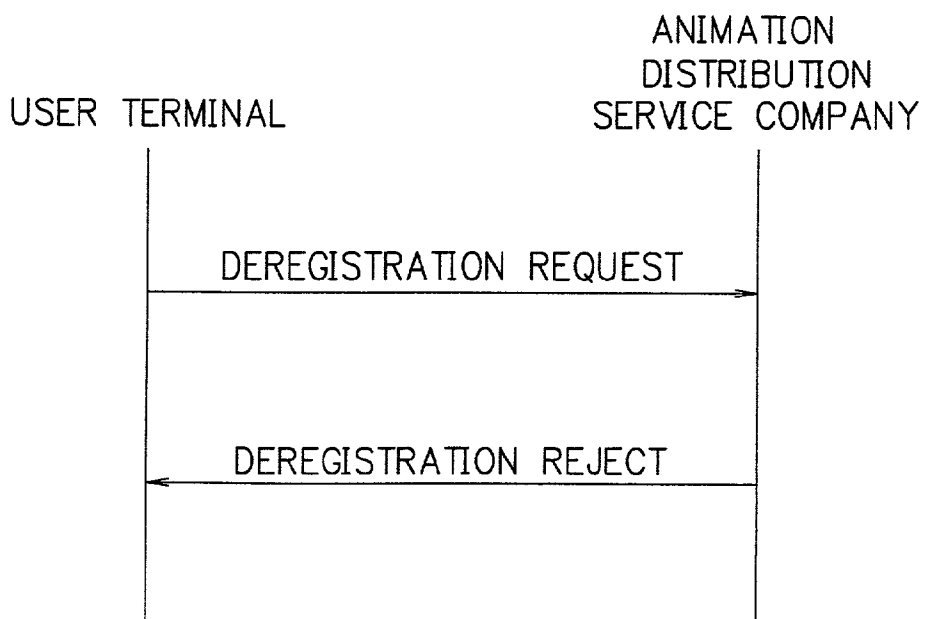 USER TERMINAL
ANIMATION
DISTRIBUTION
SERVICE COMPANY
DEREGISTRATION REQUEST
DEREGISTRATION REJECT